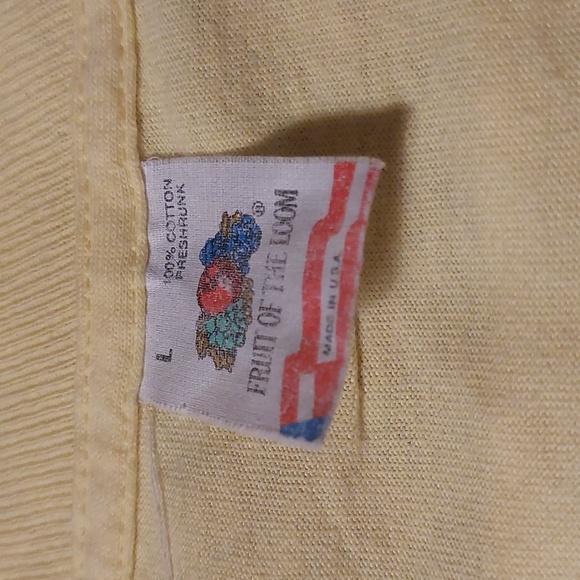 L 100% COTTON
PRESHRUNK
®
FRUIT OF THE LOOM
MADE IN U.S.A.